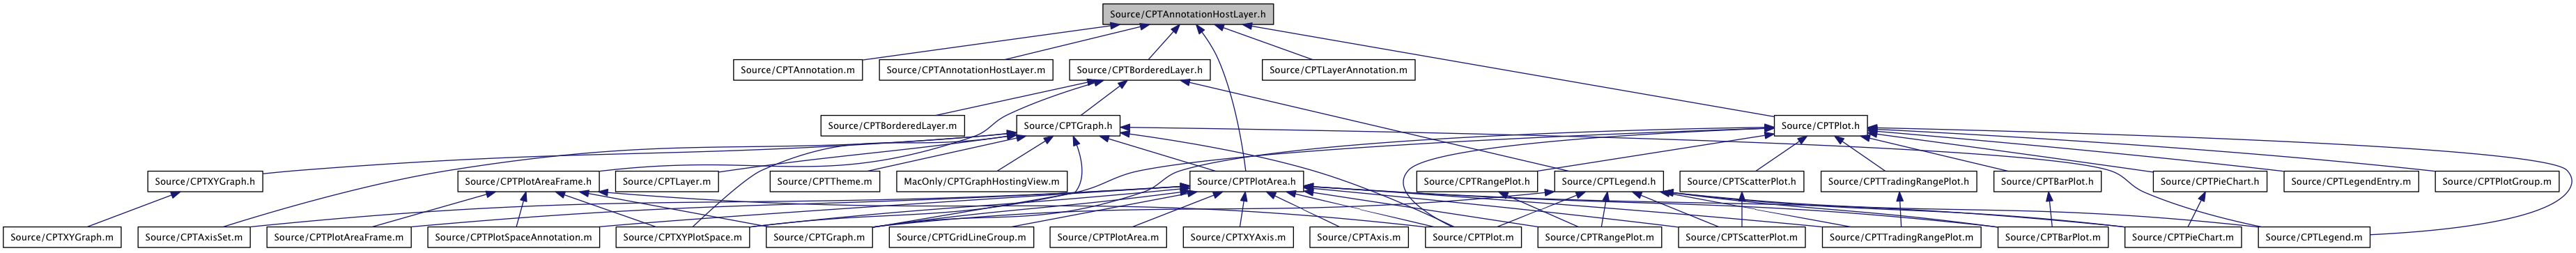 Source/CPTAnnotationHostLayer.h
Source/CPTAnnotation.m
Source/CPTAnnotationHostLayer.m
Source/CPTBorderedLayer.h
Source/CPTLayerAnnotation.m
Source/CPTBorderedLayer.m
Source/CPTGraph.h
Source/CPTPlot.h
Source/CPTXYGraph.h
Source/CPTPlotAreaFrame.h
Source/CPTLayer.m
Source/CPTTheme.m
MacOnly/CPTGraphHostingView.m
Source/CPTPlotArea.h
Source/CPTRangePlot.h
Source/CPTLegend.h
Source/CPTScatterPlot.h
Source/CPTTradingRangePlot.h
Source/CPTBarPlot.h
Source/CPTPieChart.h
Source/CPTLegendEntry.m
Source/CPTPlotGroup.m
Source/CPTXYGraph.m
Source/CPTAxisSet.m
Source/CPTPlotAreaFrame.m
Source/CPTPlotSpaceAnnotation.m
Source/CPTXYPlotSpace.m
Source/CPTGraph.m
Source/CPTGridLineGroup.m
Source/CPTPlotArea.m
Source/CPTXYAxis.m
Source/CPTAxis.m
Source/CPTPlot.m
Source/CPTRangePlot.m
Source/CPTScatterPlot.m
Source/CPTTradingRangePlot.m
Source/CPTBarPlot.m
Source/CPTPieChart.m
Source/CPTLegend.m